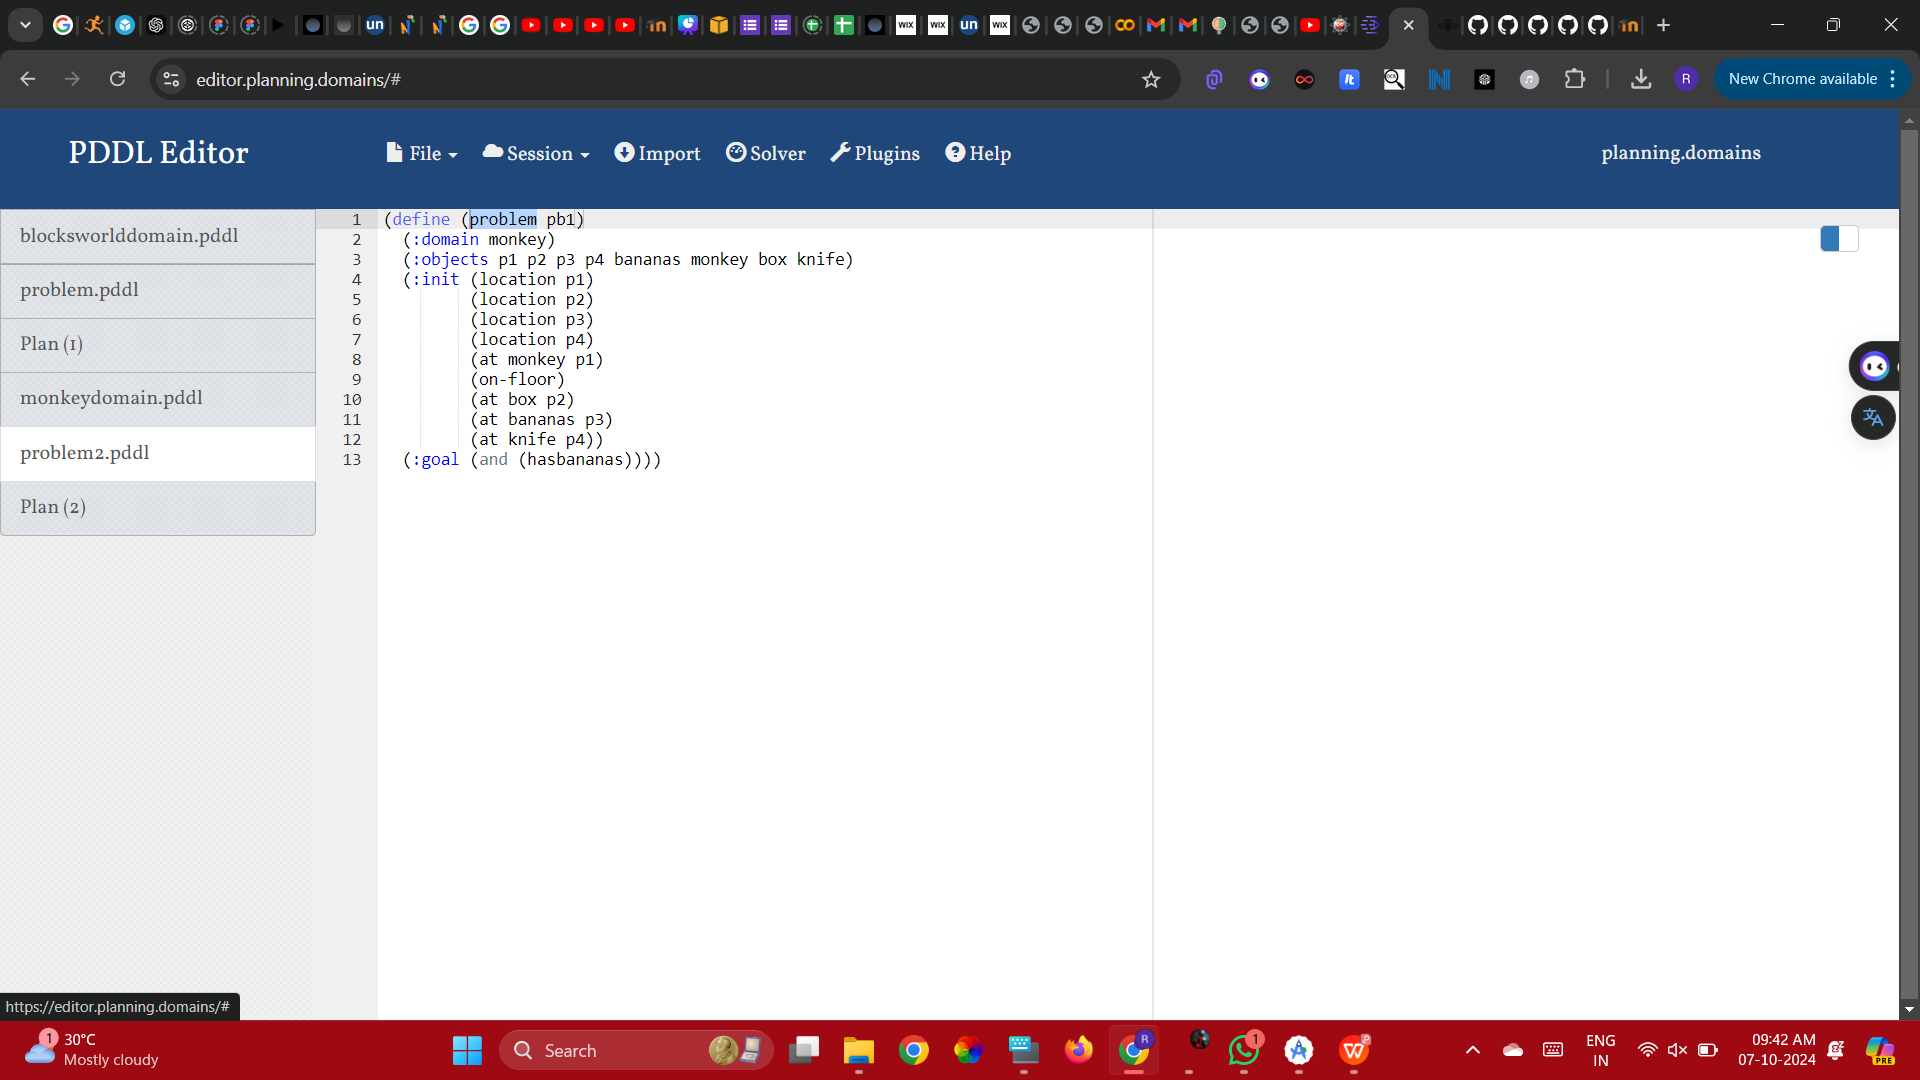 editor.planning.domains/#
R
New Chrome available
PDDL Editor
File
Session
Import
Solver
Plugins
Help
planning.domains
blocksworlddomain.pddl
problem.pddl
Plan (1)
monkeydomain.pddl
problem2.pddl
Plan (2)
1 (define (problem pb1)
2 (:domain monkey)
3 (:objects p1 p2 p3 p4 bananas monkey box knife)
4 (:init (location p1)
5 (location p2)
6 (location p3)
7 (location p4)
8 (at monkey p1)
9 (on-floor)
10 (at box p2)
11 (at bananas p3)
12 (at knife p4))
13 (:goal (and (hasbananas))))
https://editor.planning.domains/#
1
30°C
Mostly cloudy
Search
R
1
ENG
IN
09:42 AM
07-10-2024
PRE